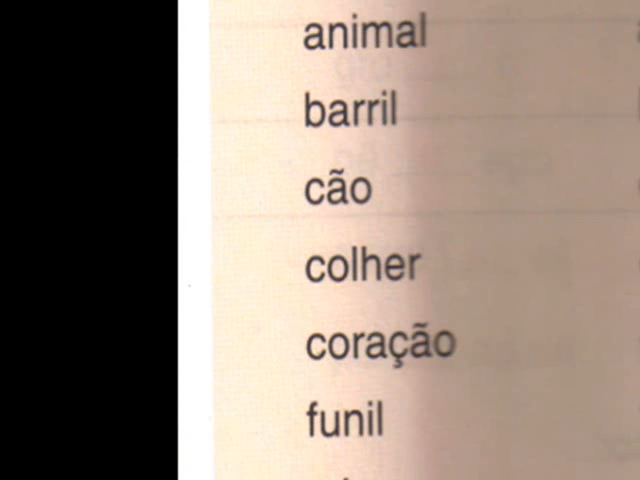 animal
barril
cão
colher
coração
funil